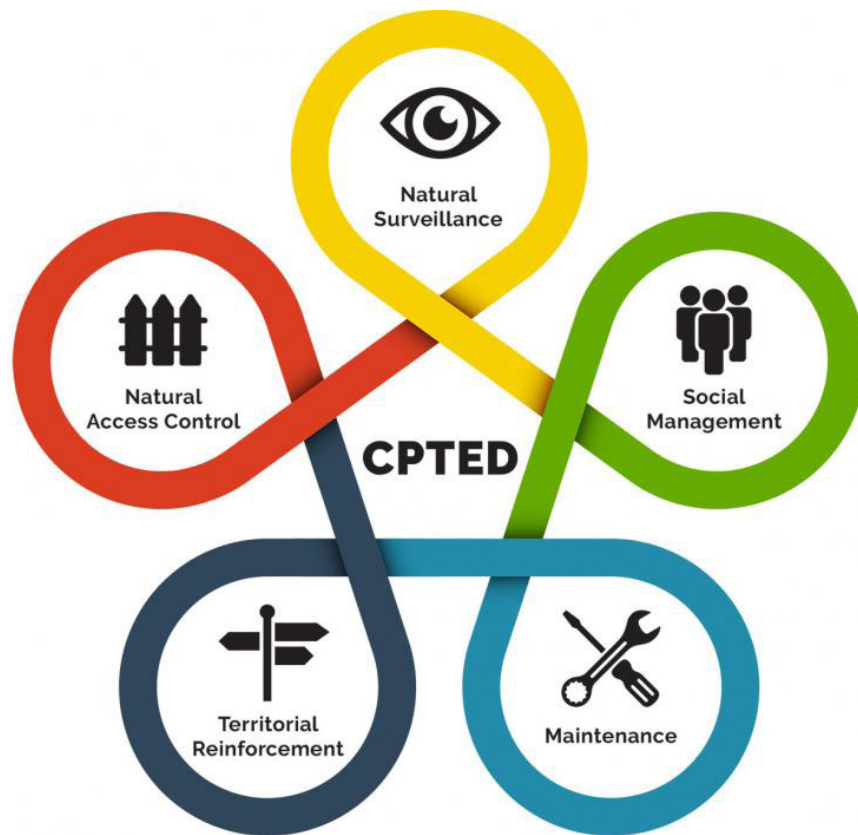 Natural
Surveillance
Natural
Access Control
Social
Management
CPTED
Territorial
Reinforcement
Maintenance